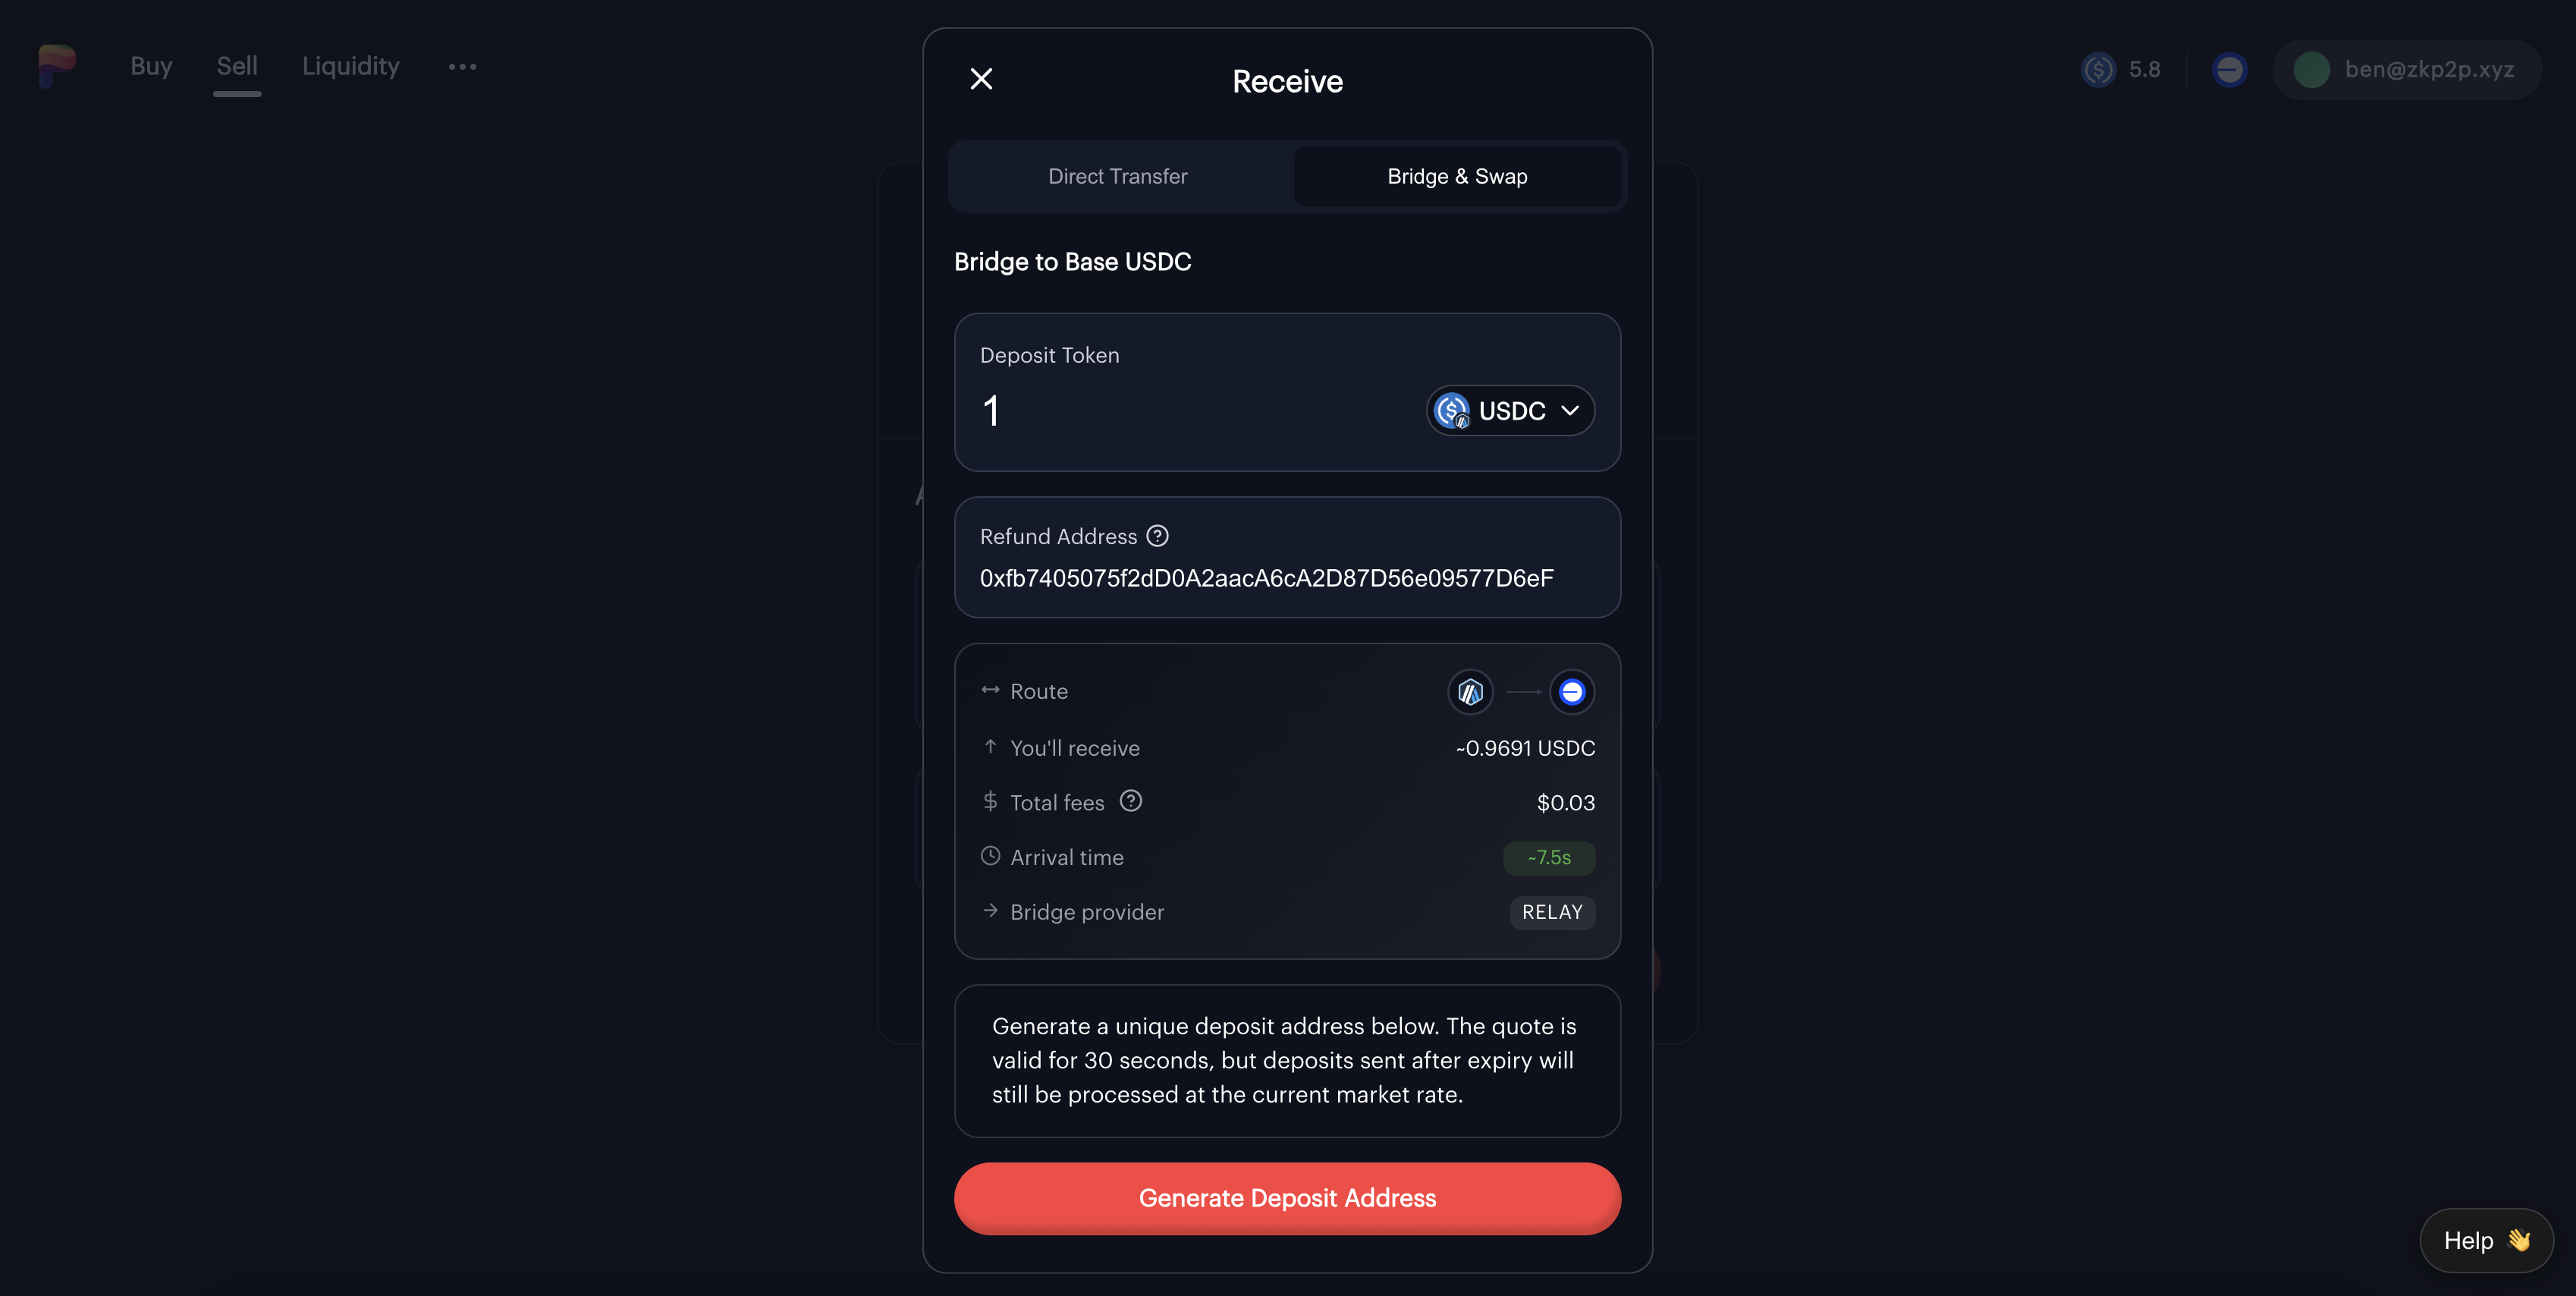 Buy
Sell
Liquidity
5.8
ben@zkp2p.xyz
Receive
Direct Transfer
Bridge & Swap
Bridge to Base USDC
Deposit Token
1
USDC
Refund Address
0xfb7405075f2dD0A2aacA6cA2D87D56e09577D6eF
Route
You'll receive
~0.9691 USDC
Total fees
$0.03
Arrival time
~7.5s
Bridge provider
RELAY
Generate a unique deposit address below. The quote is
valid for 30 seconds, but deposits sent after expiry will
still be processed at the current market rate.
Generate Deposit Address
Help 👋